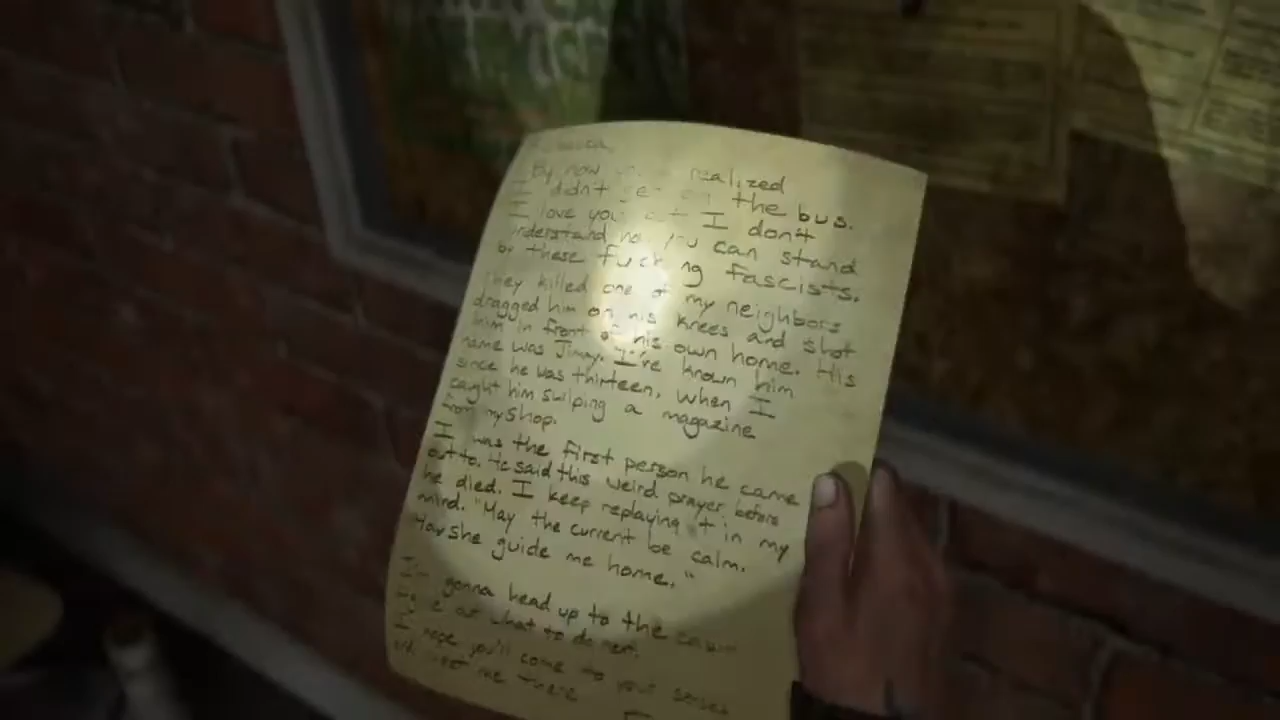 By now realized
I didn't get on the bus.
I love you but I don't
understand how you can stand
by these fucking fascists.
They killed one of my neighbors
dragged him on his knees and shot
him in front of his own home. His
name was Jimmy. I've known him
since he was thirteen, when I
caught him swiping a magazine
from my shop.
I was the first person he came
out to. He said this weird prayer before
he died. I keep replaying it in my
mind. "May the current be calm.
May she guide me home."
I'm gonna head up to the
out what to do next.
I hope you'll come to your senses
and meet me there